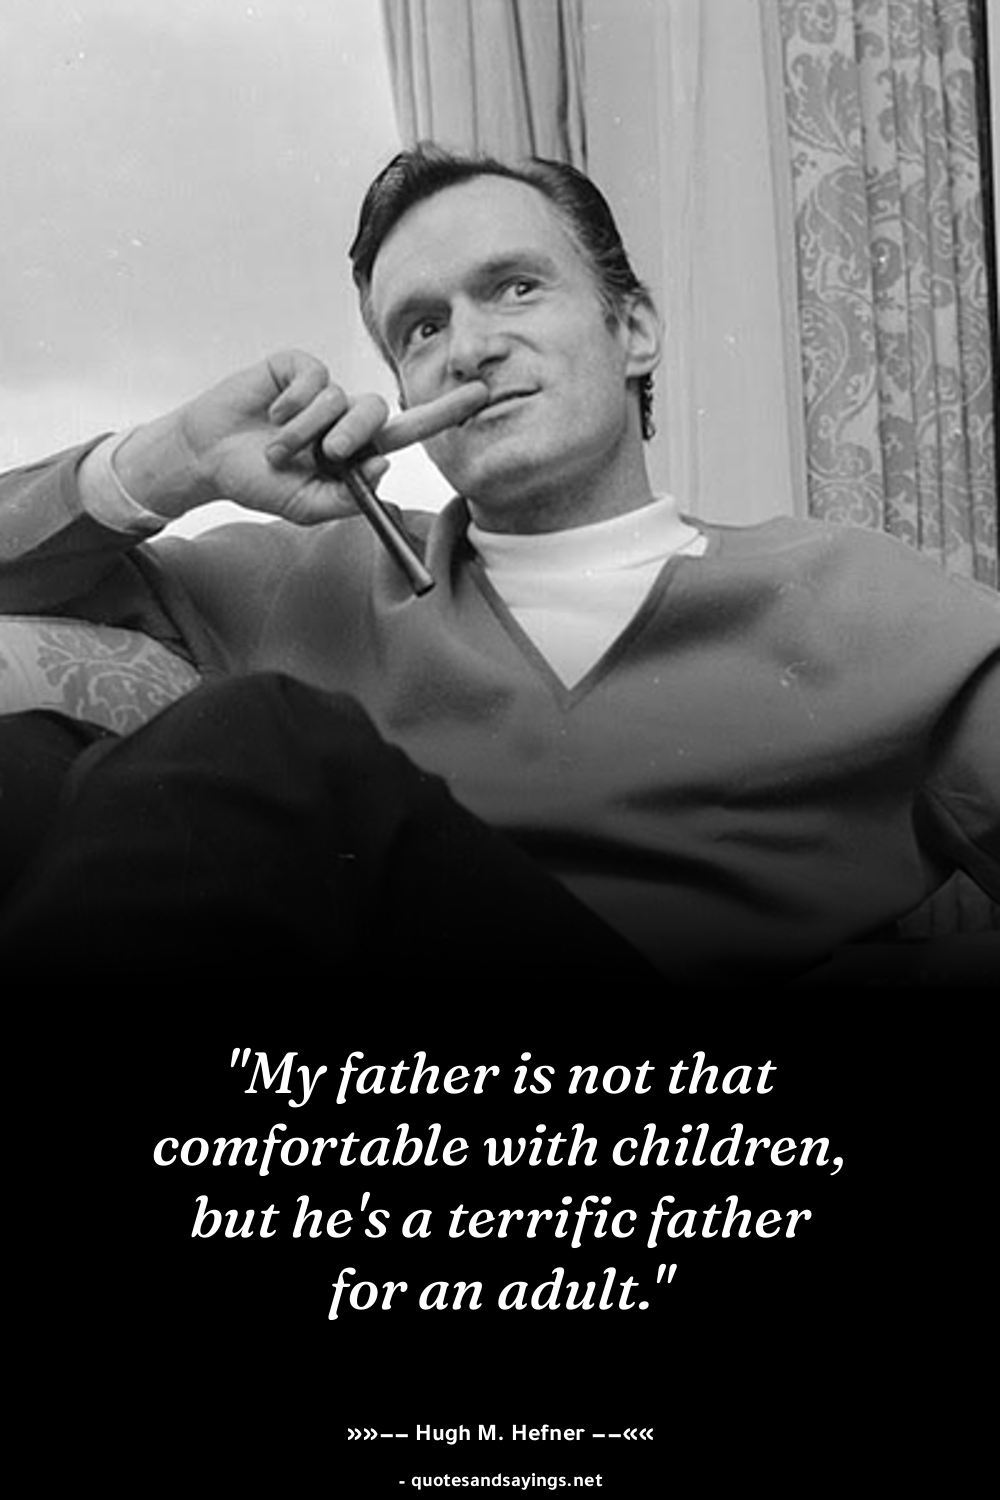 "My father is not that
comfortable with children,
but he's a terrific father
for an adult."
»»−− Hugh M. Hefner −−««
- quotesandsayings.net